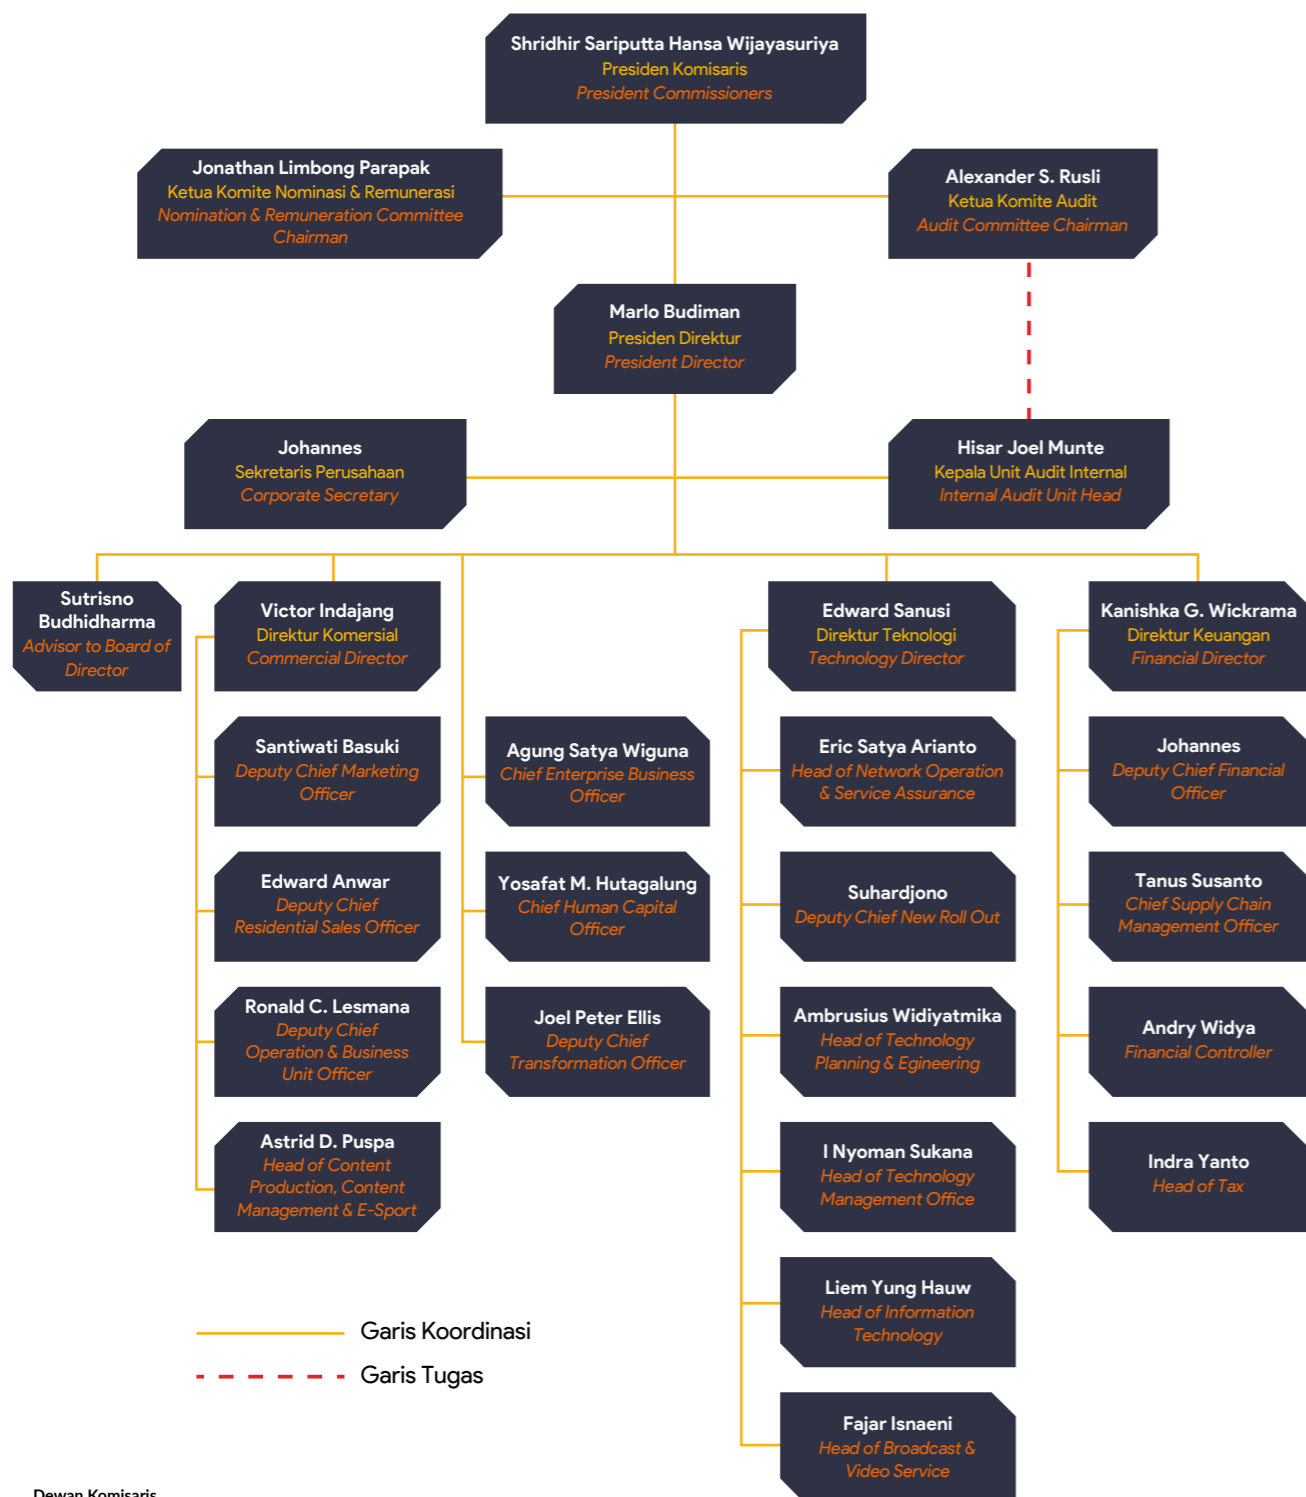 Shridhir Sariputta Hansa Wijayasuriya
Presiden Komisaris
President Commissioners
Jonathan Limbong Parapak
Ketua Komite Nominasi & Remunerasi
Nomination & Remuneration Committee
Chairman
Alexander S. Rusli
Ketua Komite Audit
Audit Committee Chairman
Marlo Budiman
Presiden Direktur
President Director
Johannes
Sekretaris Perusahaan
Corporate Secretary
Hisar Joel Munte
Kepala Unit Audit Internal
Internal Audit Unit Head
Sutrisno
Budhidharma
Advisor to Board of
Director
Victor Indajang
Direktur Komersial
Commercial Director
Edward Sanusi
Direktur Teknologi
Technology Director
Kanishka G. Wickrama
Direktur Keuangan
Financial Director
Santiwati Basuki
Deputy Chief Marketing
Officer
Agung Satya Wiguna
Chief Enterprise Business
Officer
Eric Satya Arianto
Head of Network Operation
& Service Assurance
Johannes
Deputy Chief Financial
Officer
Edward Anwar
Deputy Chief
Residential Sales Officer
Yosafat M. Hutagalung
Chief Human Capital
Officer
Suhardjono
Deputy Chief New Roll Out
Tanus Susanto
Chief Supply Chain
Management Officer
Ronald C. Lesmana
Deputy Chief
Operation & Business
Unit Officer
Joel Peter Ellis
Deputy Chief
Transformation Officer
Ambrusius Widiyatmika
Head of Technology
Planning & Egineering
Andry Widya
Financial Controller
Astrid D. Puspa
Head of Content
Production, Content
Management & E-Sport
I Nyoman Sukana
Head of Technology
Management Office
Indra Yanto
Head of Tax
Liem Yung Hauw
Head of Information
Technology
Garis Koordinasi
Garis Tugas
Fajar Isnaeni
Head of Broadcast &
Video Service
Dewan Komisaris